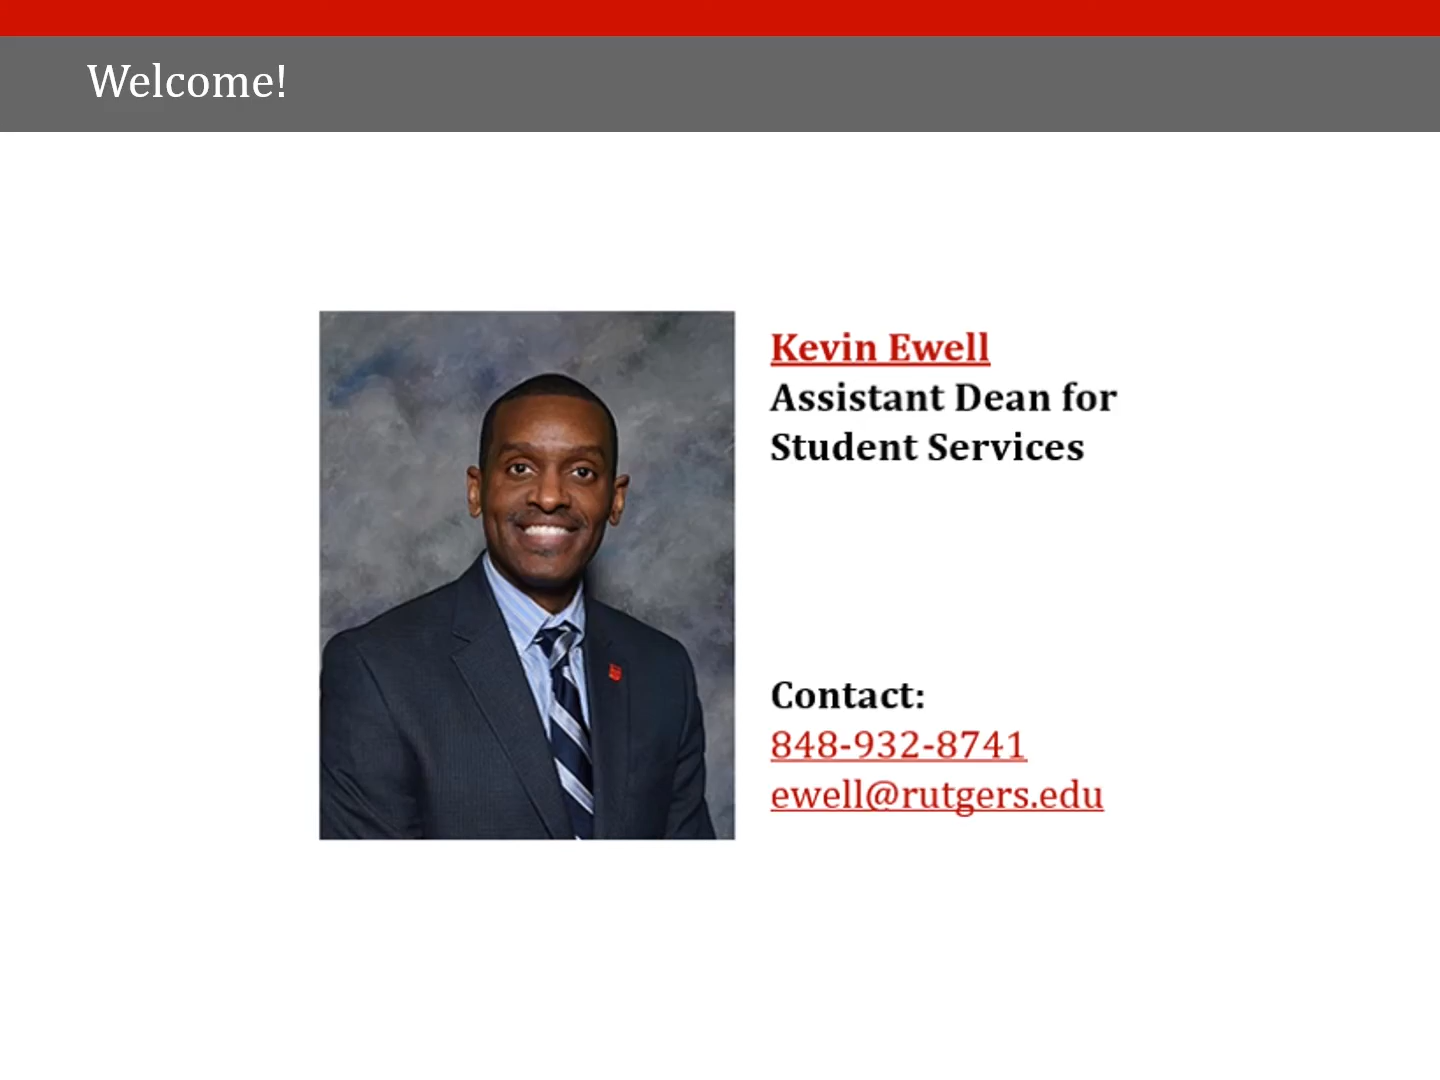 Welcome!
Kevin Ewell
Assistant Dean for
Student Services
Contact:
848-932-8741
ewell@rutgers.edu